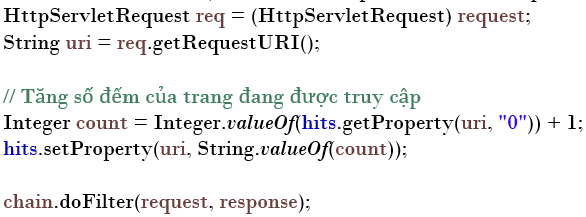 HttpServletRequest req = (HttpServletRequest) request;
String uri = req.getRequestURI();
// Tăng số đếm của trang đang được truy cập
Integer count = Integer.valueOf(hits.getProperty(uri, "0")) + 1;
hits.setProperty(uri, String.valueOf(count));
chain.doFilter(request, response);